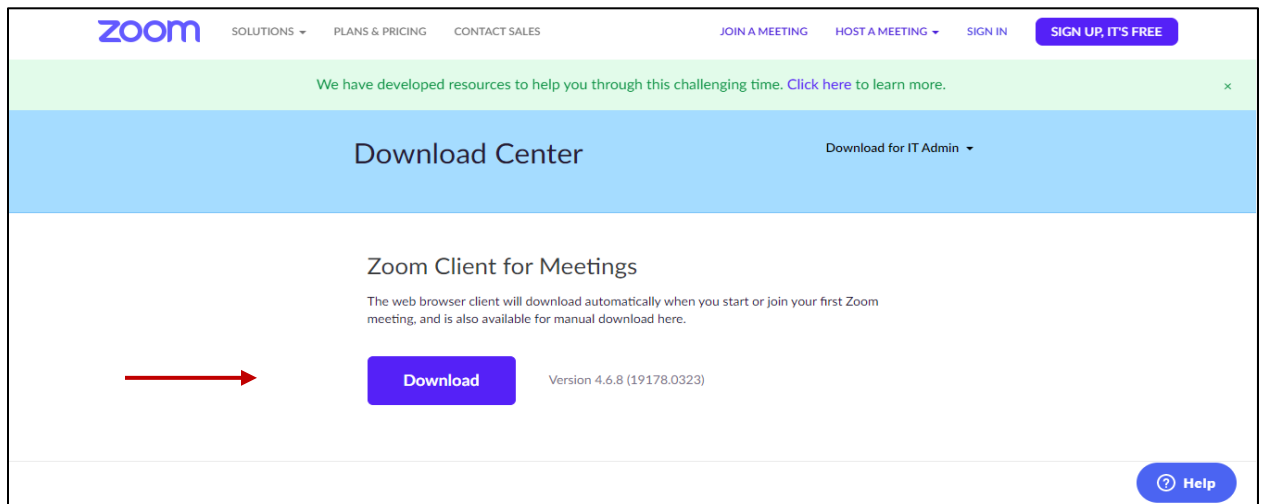 zoom SOLUTIONS PLANS & PRICING CONTACT SALES JOIN A MEETING HOST A MEETING SIGN IN SIGN UP, IT'S FREE
We have developed resources to help you through this challenging time. Click here to learn more. ×
Download Center Download for IT Admin
Zoom Client for Meetings
The web browser client will download automatically when you start or join your first Zoom
meeting, and is also available for manual download here.
Download Version 4.6.8 (19178.0323)
? Help